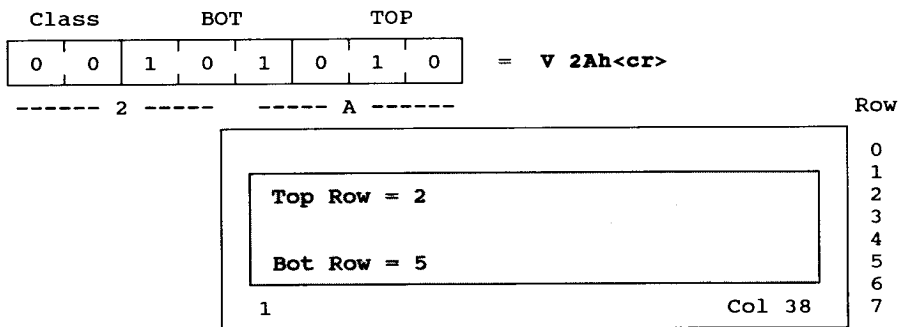 Class BOT TOP
0 0 1 0 1 0 1 0 = V 2Ah<cr>
------ 2 ----- ----- A ------
Row
0
1
Top Row = 2 2
3
4
Bot Row = 5 5
6
1 Col 38 7